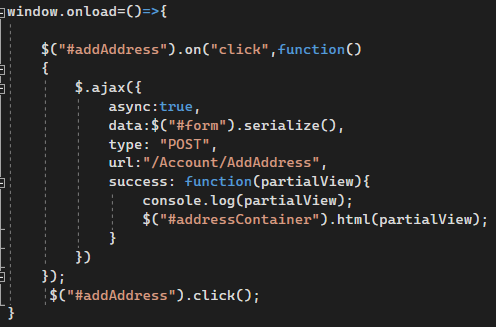 window.onload=()=>{
$("#addAddress").on("click",function()
{
$.ajax({
async:true,
data:$("#form").serialize(),
type: "POST",
url:"/Account/AddAddress",
success: function(partialView){
console.log(partialView);
$("#addressContainer").html(partialView);
}
})
});
$("#addAddress").click();
}